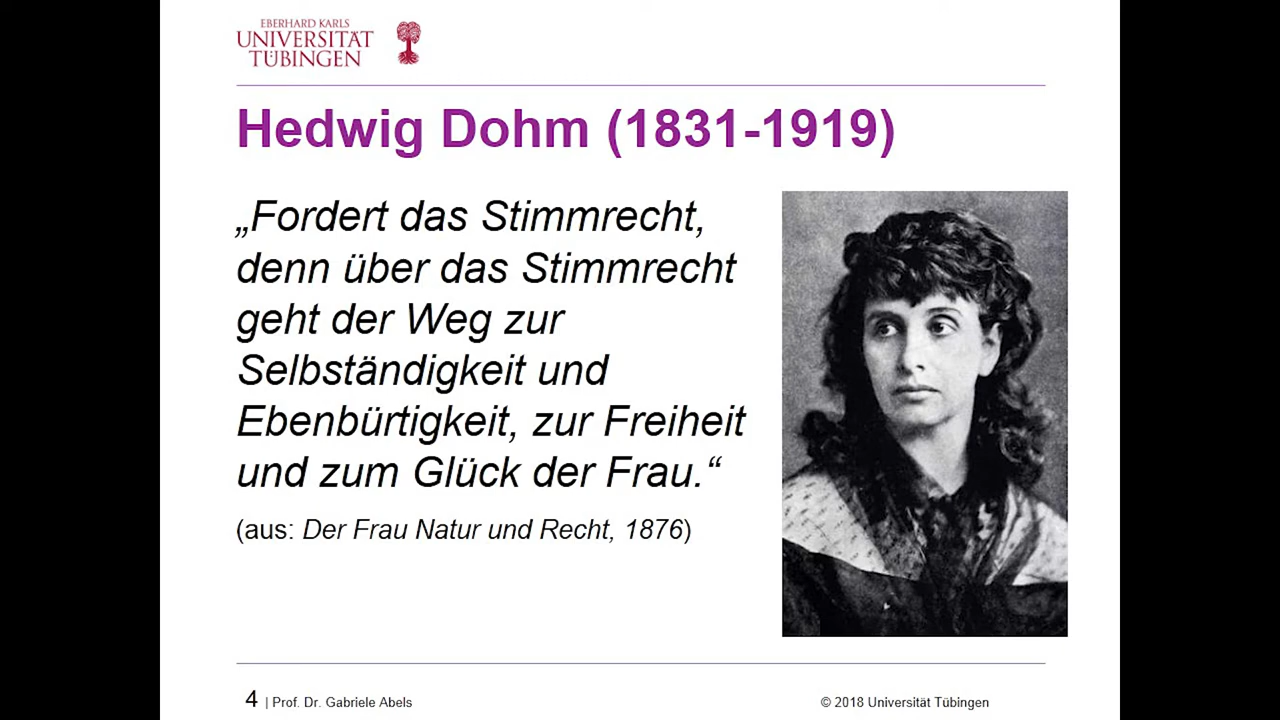 EBERHARD KARLS
UNIVERSITÄT
TÜBINGEN
Hedwig Dohm (1831-1919)
„Fordert das Stimmrecht,
denn über das Stimmrecht
geht der Weg zur
Selbständigkeit und
Ebenbürtigkeit, zur Freiheit
und zum Glück der Frau.“
(aus: Der Frau Natur und Recht, 1876)
4 | Prof. Dr. Gabriele Abels
© 2018 Universität Tübingen